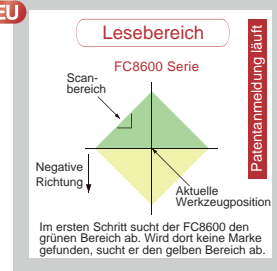 EU
Lesebereich
FC8600 Serie
Scan-
bereich
Negative
Richtung
Aktuelle
Werkzeugposition
Im ersten Schritt sucht der FC8600 den
grünen Bereich ab. Wird dort keine Marke
gefunden, sucht er den gelben Bereich ab.
Patentanmeldung läuft